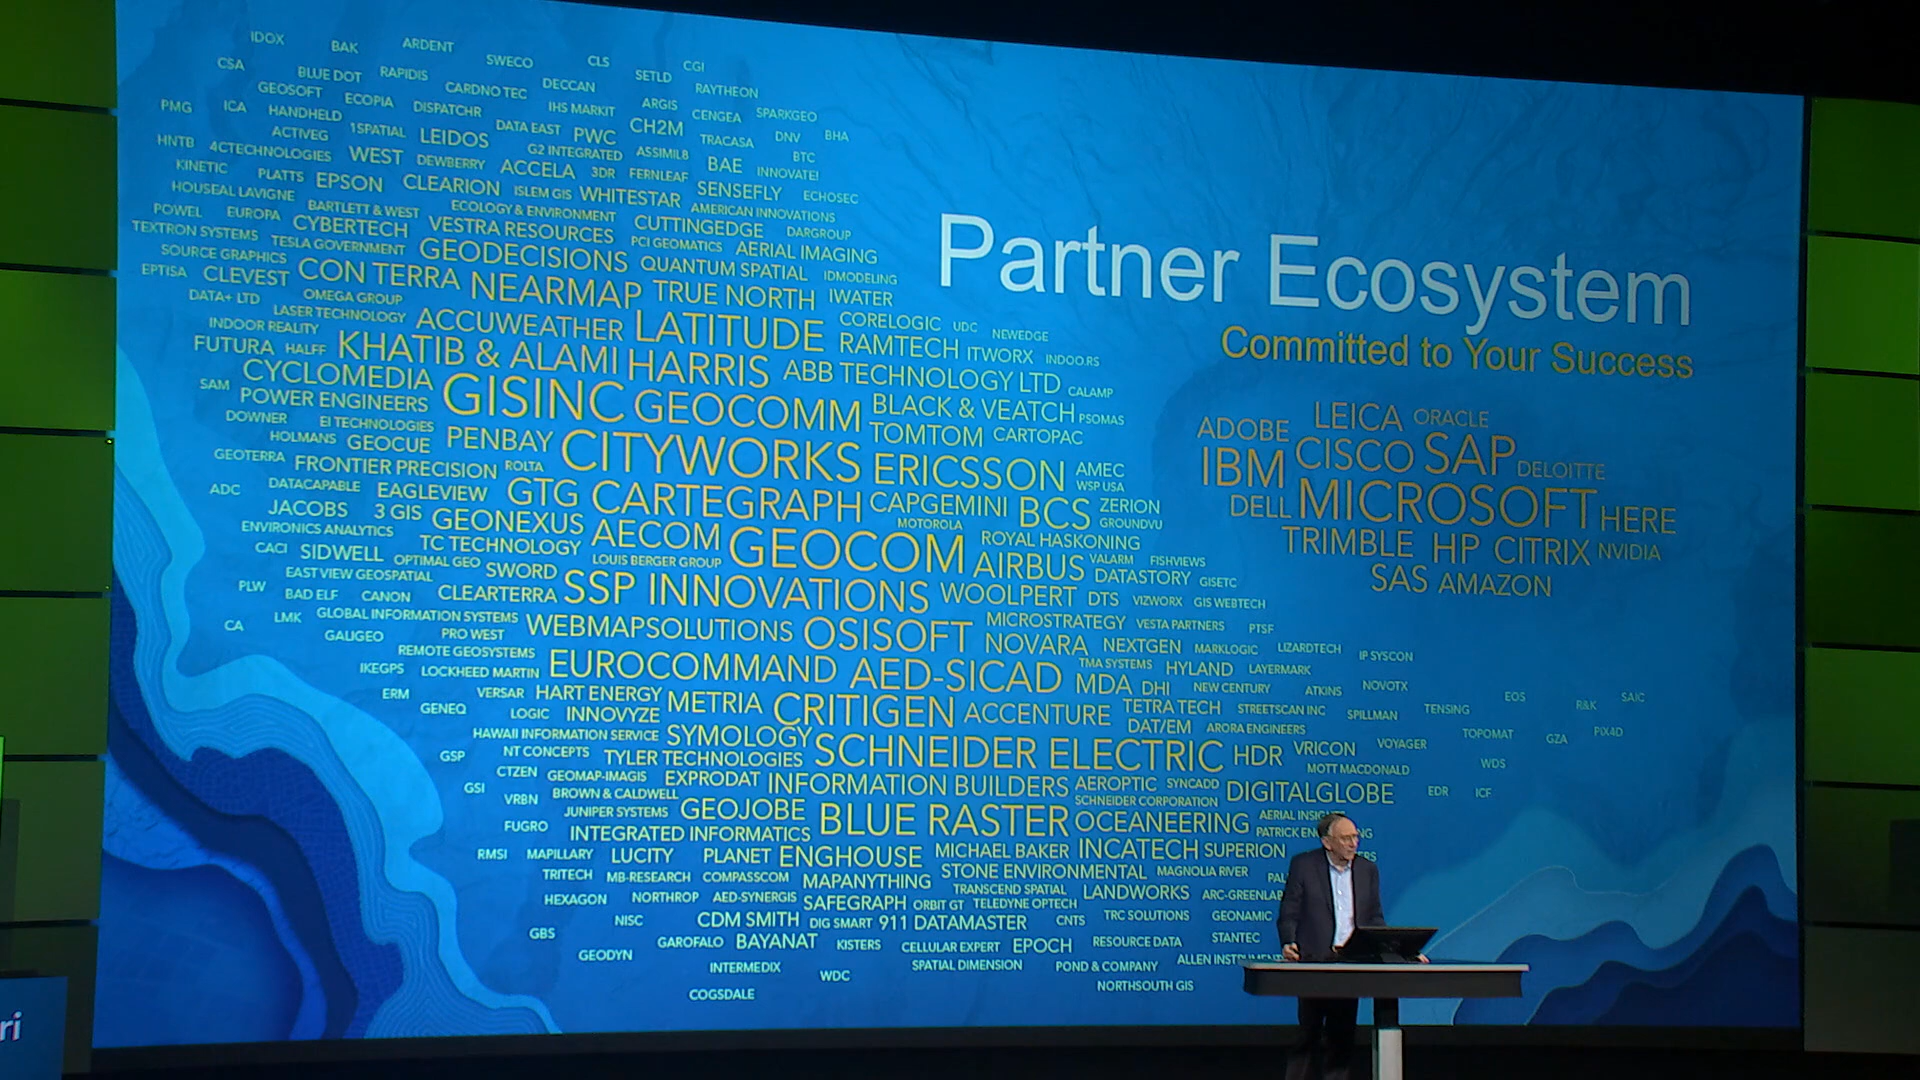 IDOX BAK ARDENT
SWECO CLS CGI
CSA BLUE DOT RAPIDIS CARDNO TEC DECCAN SETLD RAYTHEON
GEOSOFT ECOPIA DISPATCHR IHS MARKIT ARGIS CENGEA SPARKGEO
PMG ICA HANDHELD DATA EAST PWC CH2M TRACASA DNV BHA
ACTIVEG 1SPATIAL LEIDOS G2 INTEGRATED ASSIMIL8 BAE BTC
HNTB 4CTECHNOLOGIES WEST DEWBERRY ACCELA 3DR FERNLEAF INNOVATE!
KINETIC PLATTS EPSON CLEARION ISLEM GIS WHITESTAR SENSEFLY ECHOSEC
HOUSEAL LAVIGNE BARTLETT & WEST ECOLOGY & ENVIRONMENT AMERICAN INNOVATIONS
POWEL EUROPA CYBERTECH VESTRA RESOURCES CUTTINGEDGE DARGROUP
TEXTRON SYSTEMS TESLA GOVERNMENT GEODECISIONS PCI GEOMATICS AERIAL IMAGING
SOURCE GRAPHICS QUANTUM SPATIAL IDMODELING
EPTISA CLEVEST CON TERRA NEARMAP TRUE NORTH IWATER
DATA+ LTD OMEGA GROUP
LASER TECHNOLOGY ACCUWEATHER LATITUDE CORELOGIC UDC NEWEDGE
INDOOR REALITY RAMTECH ITWORX INDOO.RS
FUTURA HALFF KHATIB & ALAMI HARRIS ABB TECHNOLOGY LTD CALAMP
SAM CYCLOMEDIA GISINC GEOCOMM BLACK & VEATCH PSOMAS
POWER ENGINEERS TOMTOM CARTOPAC
DOWNER EI TECHNOLOGIES
HOLMANS GEOCUE PENBAY CITYWORKS ERICSSON AMEC
GEOTERRA FRONTIER PRECISION ROLTA WSP USA
ADC DATACAPABLE EAGLEVIEW GTG CARTEGRAPH CAPGEMINI BCS ZERION
JACOBS 3 GIS GEONEXUS AECOM MOTOROLA GROUNDVU
ENVIRONICS ANALYTICS TC TECHNOLOGY GEOCOM ROYAL HASKONING
CACI SIDWELL OPTIMAL GEO LOUIS BERGER GROUP AIRBUS VALARM FISHVIEWS
EAST VIEW GEOSPATIAL SWORD DATASTORY GISETC
PLW BAD ELF CANON CLEARTERRA SSP INNOVATIONS WOOLPERT DTS VIZWORX GIS WEBTECH
LMK GLOBAL INFORMATION SYSTEMS WEBMAPSOLUTIONS OSISOFT MICROSTRATEGY VESTA PARTNERS PTSF
CA GALIGEO PRO WEST NOVARA NEXTGEN MARKLOGIC LIZARDTECH IP SYSCON
REMOTE GEOSYSTEMS
IKEGPS LOCKHEED MARTIN EUROCOMMAND AED-SICAD TMA SYSTEMS HYLAND LAYERMARK
MDA DHI NEW CENTURY ATKINS NOVOTX
ERM VERSAR HART ENERGY METRIA CRITIGEN ACCENTURE TETRA TECH STREETSCAN INC SPILLMAN TENSING EOS R&K SAIC
GENEQ LOGIC INNOVYZE DAT/EM ARORA ENGINEERS
HAWAII INFORMATION SERVICE SYMOLOGY SCHNEIDER ELECTRIC HDR VRICON VOYAGER TOPOMAT GZA PIX4D
GSP NT CONCEPTS TYLER TECHNOLOGIES MOTT MACDONALD WDS
CTZEN GEOMAP-IMAGIS EXPRODAT INFORMATION BUILDERS AEROPTIC SYNCADD DIGITALGLOBE EDR ICF
GSI VRBN BROWN & CALDWELL SCHNEIDER CORPORATION
JUNIPER SYSTEMS GEOJOBE BLUE RASTER OCEANEERING
FUGRO INTEGRATED INFORMATICS
RMSI MAPILLARY LUCITY PLANET ENGHOUSE MICHAEL BAKER INCATECH SUPERION
TRITECH MB-RESEARCH COMPASSCOM MAPANYTHING STONE ENVIRONMENTAL MAGNOLIA RIVER
HEXAGON NORTHROP AED-SYNERGIS SAFEGRAPH TRANSCEND SPATIAL LANDWORKS
ORBIT GT TELEDYNE OPTECH
NISC CDM SMITH DIG SMART 911 DATAMASTER CNTS TRC SOLUTIONS GEONAMIC
GBS GAROFALO BAYANAT KISTERS CELLULAR EXPERT EPOCH RESOURCE DATA STANTEC
GEODYN INTERMEDIX WDC SPATIAL DIMENSION POND & COMPANY ALLEN
COGSDALE NORTHSOUTH GIS
Partner Ecosystem
Committed to Your Success
LEICA ORACLE
ADOBE CISCO SAP
IBM DELOITTE
DELL MICROSOFT HERE
TRIMBLE HP CITRIX NVIDIA
SAS AMAZON
ri